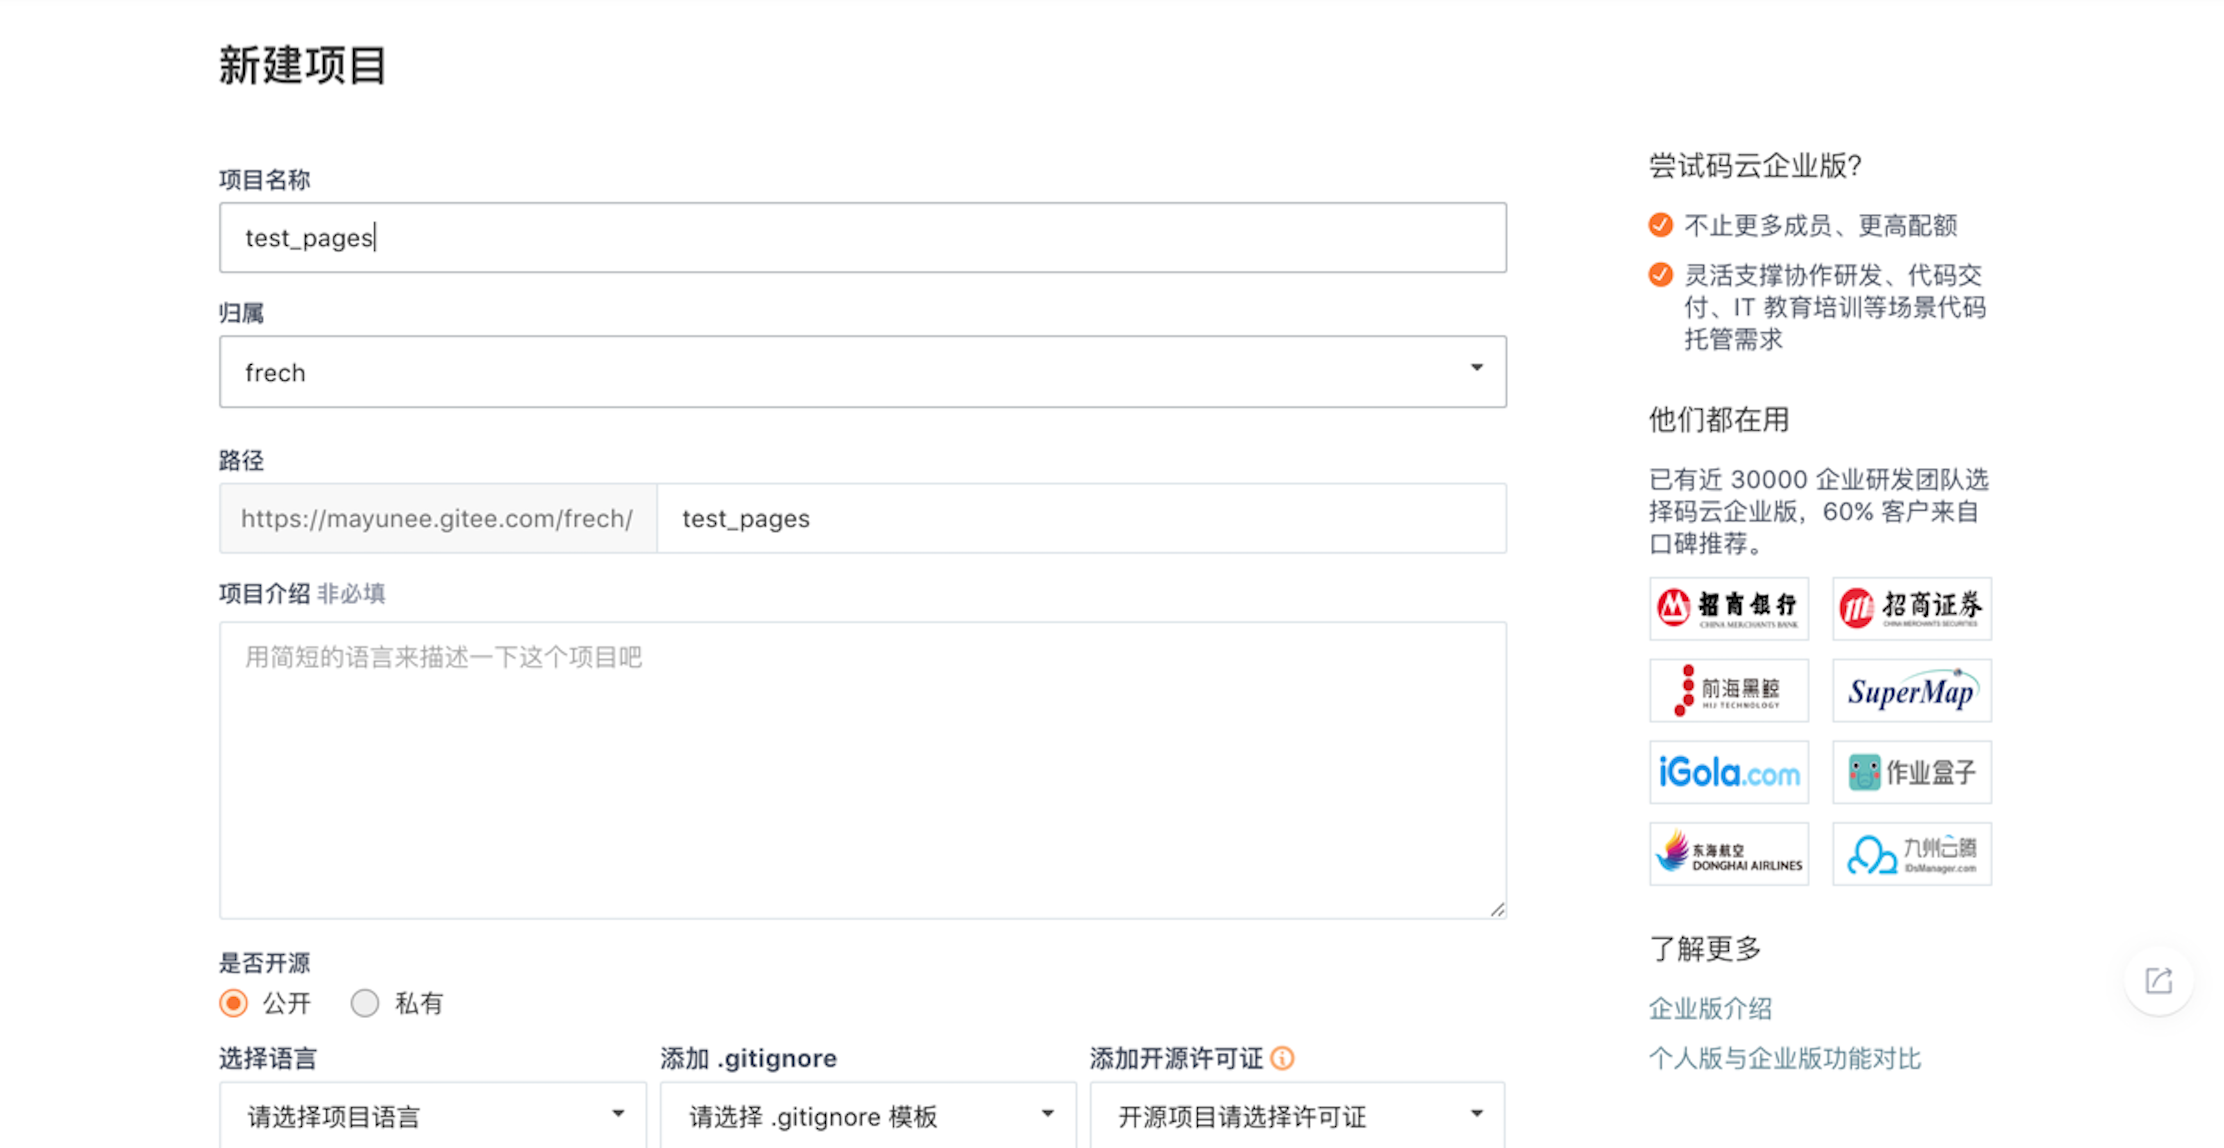 新建项目
项目名称
test_pages
归属
frech
路径
https://mayunee.gitee.com/frech/ test_pages
项目介绍 非必填
用简短的语言来描述一下这个项目吧
是否开源
公开 私有
选择语言 添加 .gitignore 添加开源许可证
请选择项目语言 请选择 .gitignore 模板 开源项目请选择许可证
尝试码云企业版?
不止更多成员、更高配额
灵活支撑协作研发、代码交
付、IT 教育培训等场景代码
托管需求
他们都在用
已有近 30000 企业研发团队选
择码云企业版，60% 客户来自
口碑推荐。
招商银行 招商证券
CHINA MERCHANTS BANK CHINA MERCHANTS SECURITIES
前海黑鲸 SuperMap
HIJ TECHNOLOGY
iGola.com 作业盒子
东海航空 九州云腾
DONGHAI AIRLINES IDsManager.com
了解更多
企业版介绍
个人版与企业版功能对比